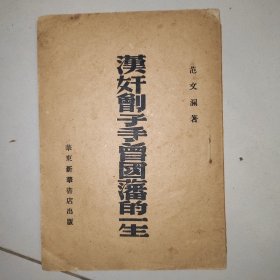 范文瀾著
漢奸劊子手曾國藩的一生
華東新華書店出版